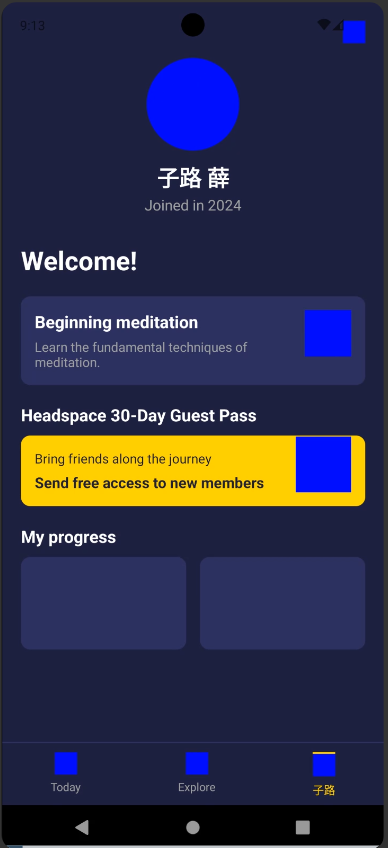 9:13
子路 薛
Joined in 2024
Welcome!
Beginning meditation
Learn the fundamental techniques of
meditation.
Headspace 30-Day Guest Pass
Bring friends along the journey
Send free access to new members
My progress
Today
Explore
子路